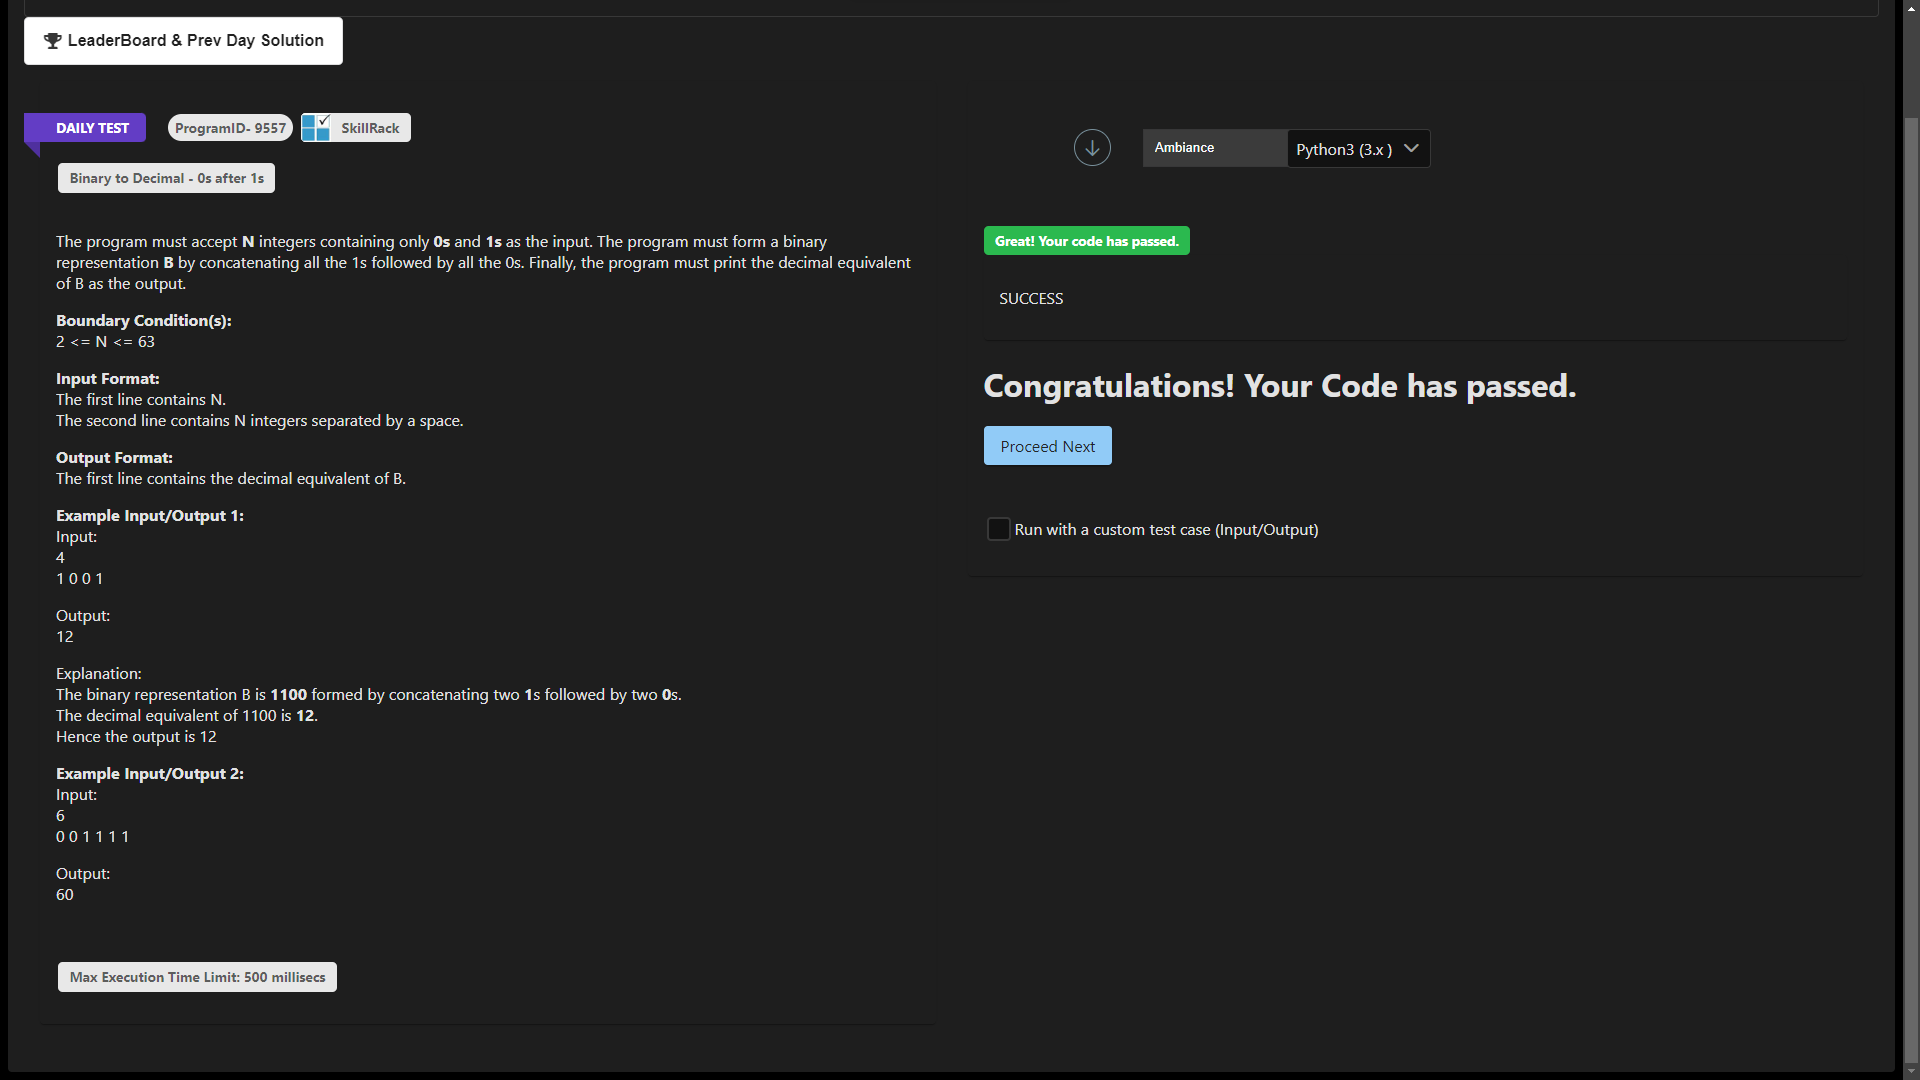 LeaderBoard & Prev Day Solution
DAILY TEST
ProgramID- 9557
SkillRack
Binary to Decimal - 0s after 1s
The program must accept N integers containing only 0s and 1s as the input. The program must form a binary
representation B by concatenating all the 1s followed by all the 0s. Finally, the program must print the decimal equivalent
of B as the output.
Boundary Condition(s):
2 <= N <= 63
Input Format:
The first line contains N.
The second line contains N integers separated by a space.
Output Format:
The first line contains the decimal equivalent of B.
Example Input/Output 1:
Input:
4
1 0 0 1
Output:
12
Explanation:
The binary representation B is 1100 formed by concatenating two 1s followed by two 0s.
The decimal equivalent of 1100 is 12.
Hence the output is 12
Example Input/Output 2:
Input:
6
0 0 1 1 1 1
Output:
60
Max Execution Time Limit: 500 millisecs
Ambiance
Python3 (3.x )
Great! Your code has passed.
SUCCESS
Congratulations! Your Code has passed.
Proceed Next
Run with a custom test case (Input/Output)